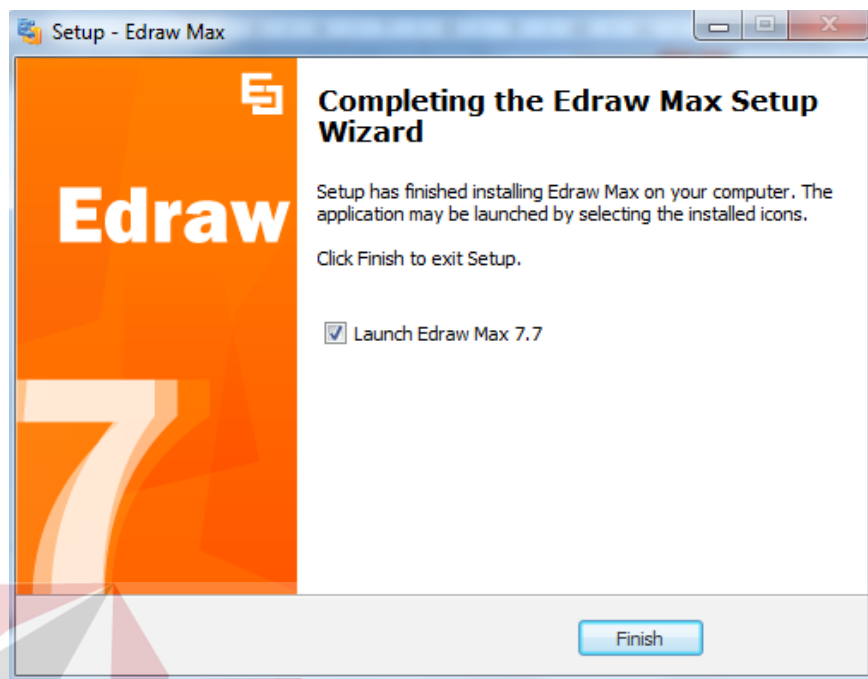 Setup - Edraw Max
Completing the Edraw Max Setup
Wizard
Edraw
Setup has finished installing Edraw Max on your computer. The
application may be launched by selecting the installed icons.
Click Finish to exit Setup.
Launch Edraw Max 7.7
7
Finish